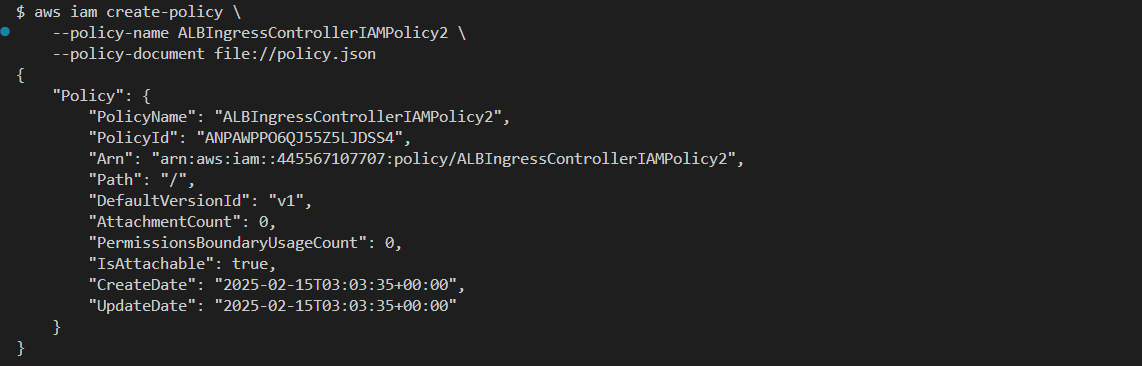 $ aws iam create-policy \
    --policy-name ALBIngressControllerIAMPolicy2 \
    --policy-document file://policy.json
{
    "Policy": {
        "PolicyName": "ALBIngressControllerIAMPolicy2",
        "PolicyId": "ANPAWPPO6QJ55Z5LJDSS4",
        "Arn": "arn:aws:iam::445567107707:policy/ALBIngressControllerIAMPolicy2",
        "Path": "/",
        "DefaultVersionId": "v1",
        "AttachmentCount": 0,
        "PermissionsBoundaryUsageCount": 0,
        "IsAttachable": true,
        "CreateDate": "2025-02-15T03:03:35+00:00",
        "UpdateDate": "2025-02-15T03:03:35+00:00"
    }
}